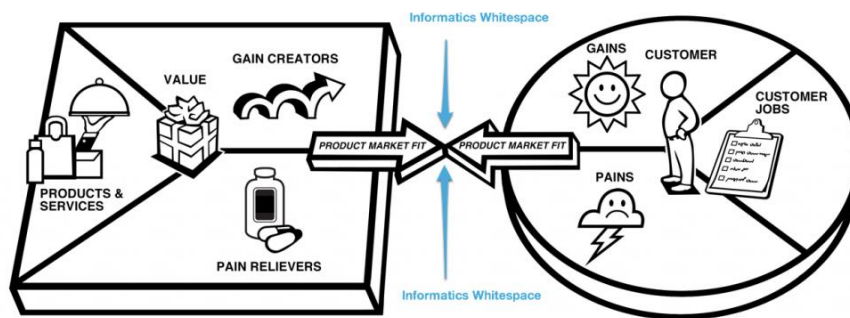 Informatics Whitespace
GAIN CREATORS
VALUE
PRODUCTS &
SERVICES
PAIN RELIEVERS
PRODUCT MARKET FIT
PRODUCT MARKET FIT
GAINS
CUSTOMER
CUSTOMER
JOBS
PAINS
Informatics Whitespace